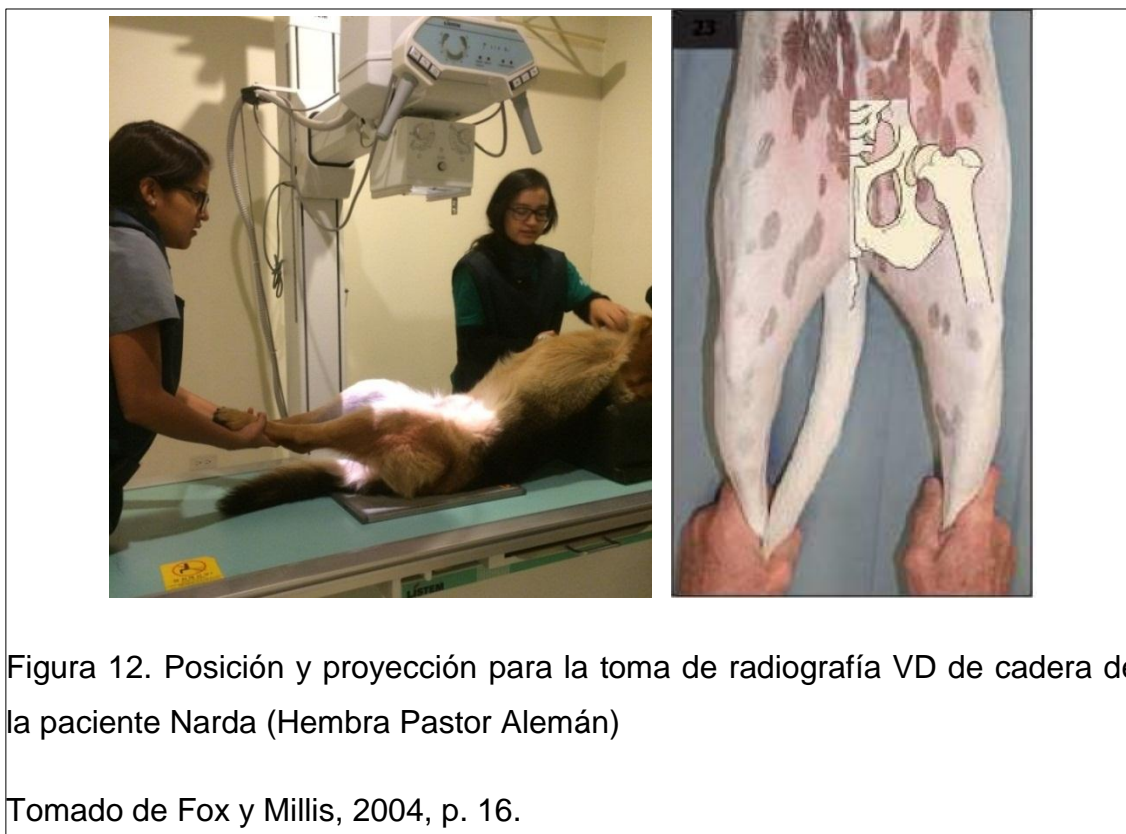 23
LISTEM
Figura 12. Posición y proyección para la toma de radiografía VD de cadera de
la paciente Narda (Hembra Pastor Alemán)
Tomado de Fox y Millis, 2004, p. 16.